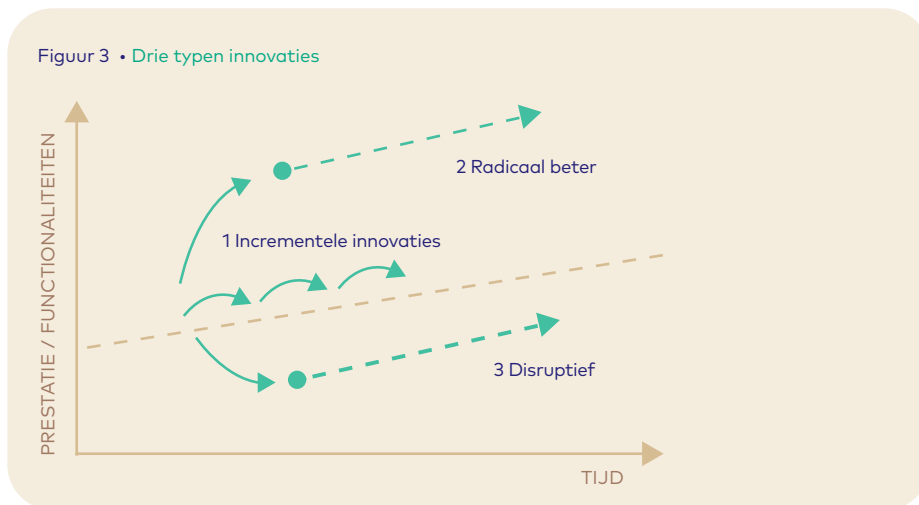 Figuur 3 • Drie typen innovaties
PRESTATIE / FUNCTIONALITEITEN
2 Radicaal beter
1 Incrementele innovaties
3 Disruptief
TIJD